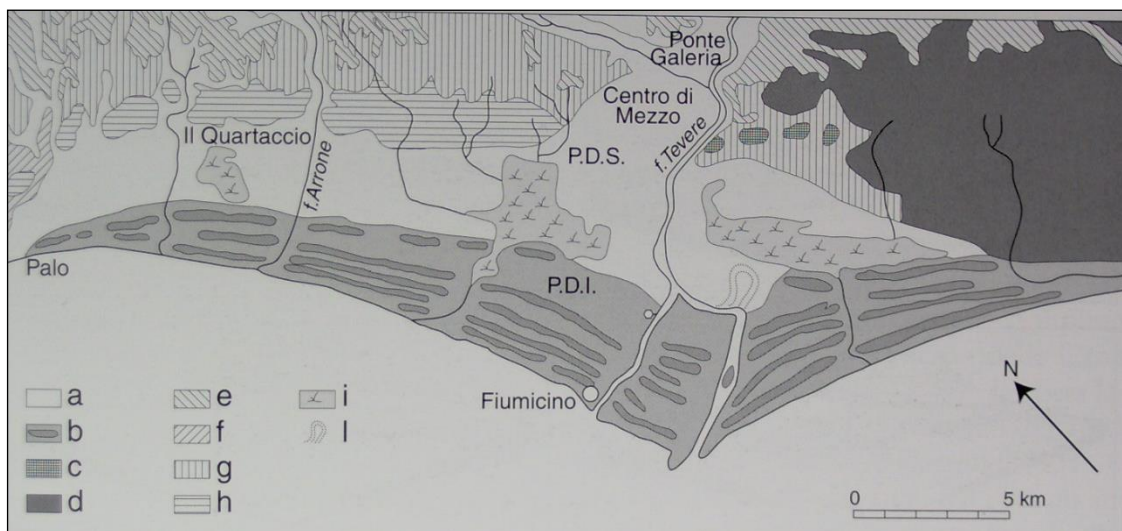 Ponte
Galeria
Centro di
Mezzo
Il Quartaccio
P.D.S.
f. Tevere
f. Arrone
Palo
P.D.I.
Fiumicino
N
a
b
c
d
e
f
g
h
i
l
0 5 km